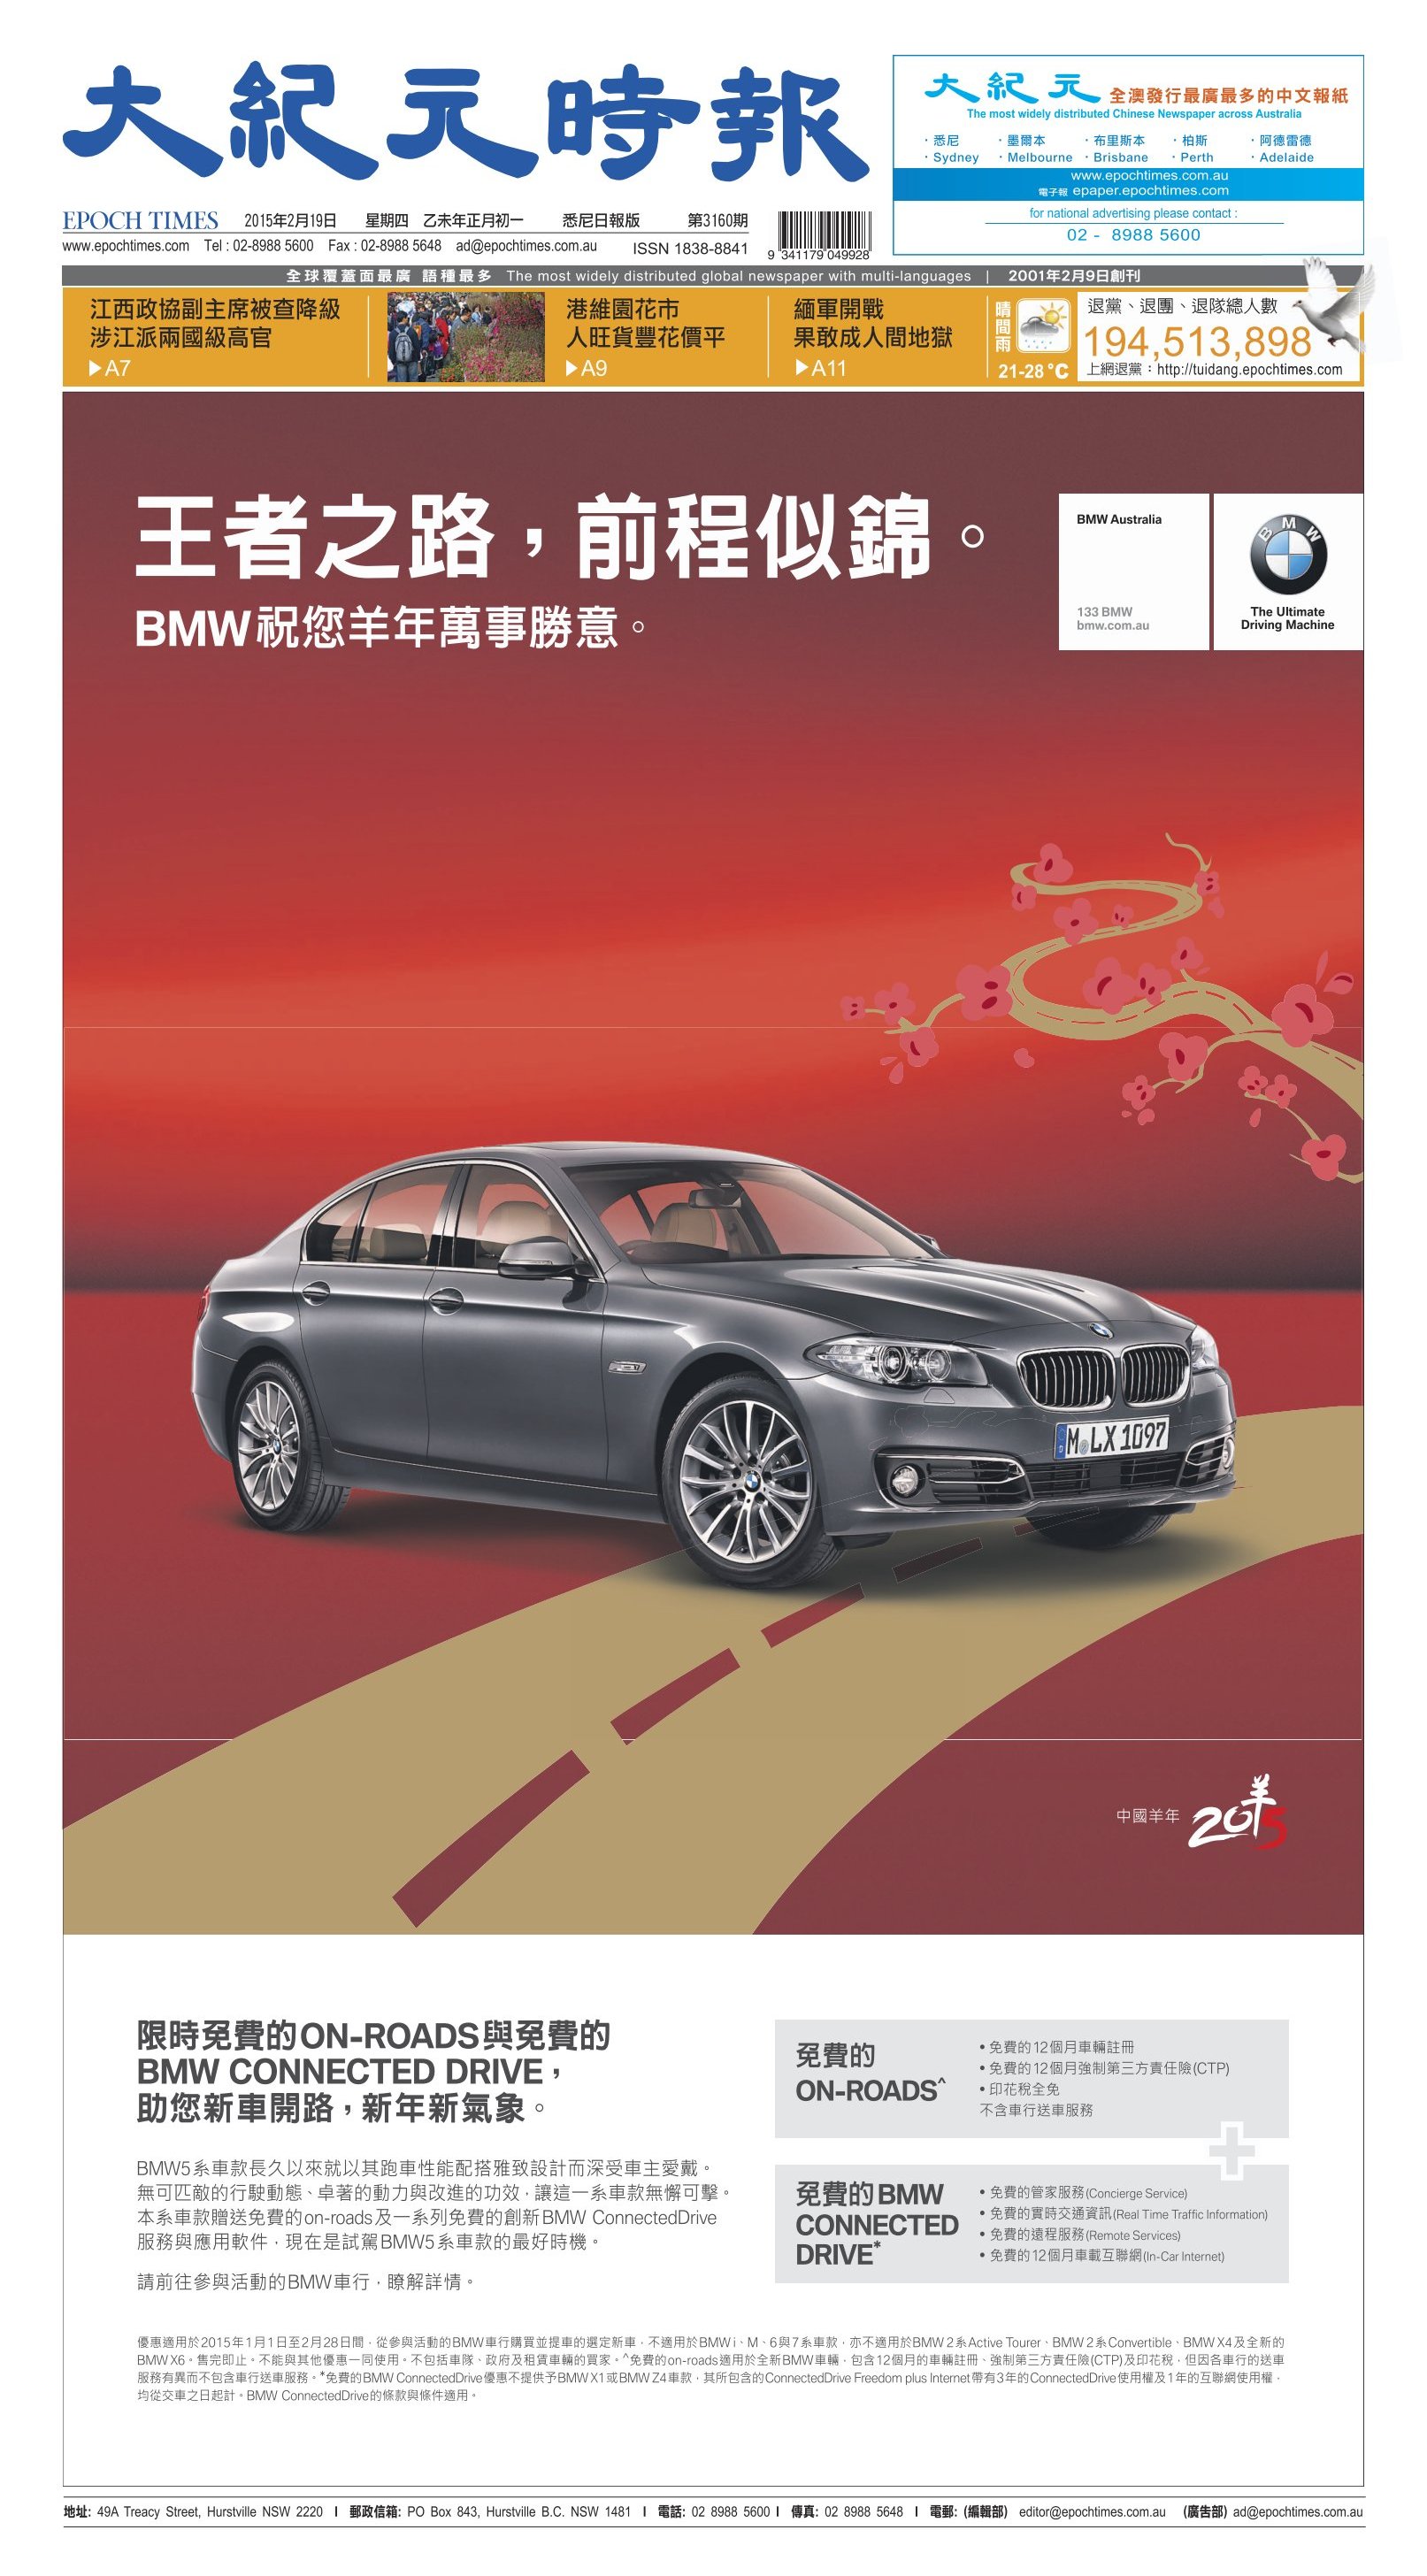 大紀元時報
大紀元 全澳發行最廣最多的中文報紙
The most widely distributed Chinese Newspaper across Australia
·悉尼 ·墨爾本 ·布里斯本 ·柏斯 ·阿德雷德
·Sydney ·Melbourne ·Brisbane ·Perth ·Adelaide
www.epochtimes.com.au
電子報 epaper.epochtimes.com
for national advertising please contact :
02 - 8988 5600
EPOCH TIMES 2015年2月19日 星期四 乙未年正月初一 悉尼日報版 第3160期
www.epochtimes.com Tel : 02-8988 5600 Fax : 02-8988 5648 ad@epochtimes.com.au ISSN 1838-8841
9 341179 049928
全球覆蓋面最廣 語種最多 The most widely distributed global newspaper with multi-languages | 2001年2月9日創刊
江西政協副主席被查降級
涉江派兩國級高官
▶A7
港維園花市
人旺貨豐花價平
▶A9
緬軍開戰
果敢成人間地獄
▶A11
晴間雨
21-28°C
退黨、退團、退隊總人數
194,513,898
上網退黨：http://tuidang.epochtimes.com
王者之路，前程似錦。
BMW祝您羊年萬事勝意。
BMW Australia
133 BMW
bmw.com.au
BMW
The Ultimate
Driving Machine
M LX 1097
中國羊年 2015
限時免費的ON-ROADS與免費的
BMW CONNECTED DRIVE，
助您新車開路，新年新氣象。
BMW5系車款長久以來就以其跑車性能配搭雅致設計而深受車主愛戴。
無可匹敵的行駛動態、卓著的動力與改進的功效，讓這一系車款無懈可擊。
本系車款贈送免費的on-roads及一系列免費的創新BMW ConnectedDrive
服務與應用軟件，現在是試駕BMW5系車款的最好時機。
請前往參與活動的BMW車行，瞭解詳情。
免費的
ON-ROADS^
• 免費的12個月車輛註冊
• 免費的12個月強制第三方責任險(CTP)
• 印花稅全免
不含車行送車服務
免費的BMW
CONNECTED
DRIVE*
• 免費的管家服務(Concierge Service)
• 免費的實時交通資訊(Real Time Traffic Information)
• 免費的遠程服務(Remote Services)
• 免費的12個月車載互聯網(In-Car Internet)
優惠適用於2015年1月1日至2月28日間，從參與活動的BMW車行購買並提車的選定新車，不適用於BMW i、M、6與7系車款，亦不適用於BMW 2系Active Tourer、BMW 2系Convertible、BMW X4及全新的
BMW X6。售完即止。不能與其他優惠一同使用。不包括車隊、政府及租賃車輛的買家。^免費的on-roads適用於全新BMW車輛，包含12個月的車輛註冊、強制第三方責任險(CTP)及印花稅，但因各車行的送車
服務有異而不包含車行送車服務。*免費的BMW ConnectedDrive優惠不提供予BMW X1或BMW Z4車款，其所包含的ConnectedDrive Freedom plus Internet帶有3年的ConnectedDrive使用權及1年的互聯網使用權，
均從交車之日起計。BMW ConnectedDrive的條款與條件適用。
地址: 49A Treacy Street, Hurstville NSW 2220 I 郵政信箱: PO Box 843, Hurstville B.C. NSW 1481 I 電話: 02 8988 5600 I 傳真: 02 8988 5648 I 電郵: (編輯部) editor@epochtimes.com.au (廣告部) ad@epochtimes.com.au